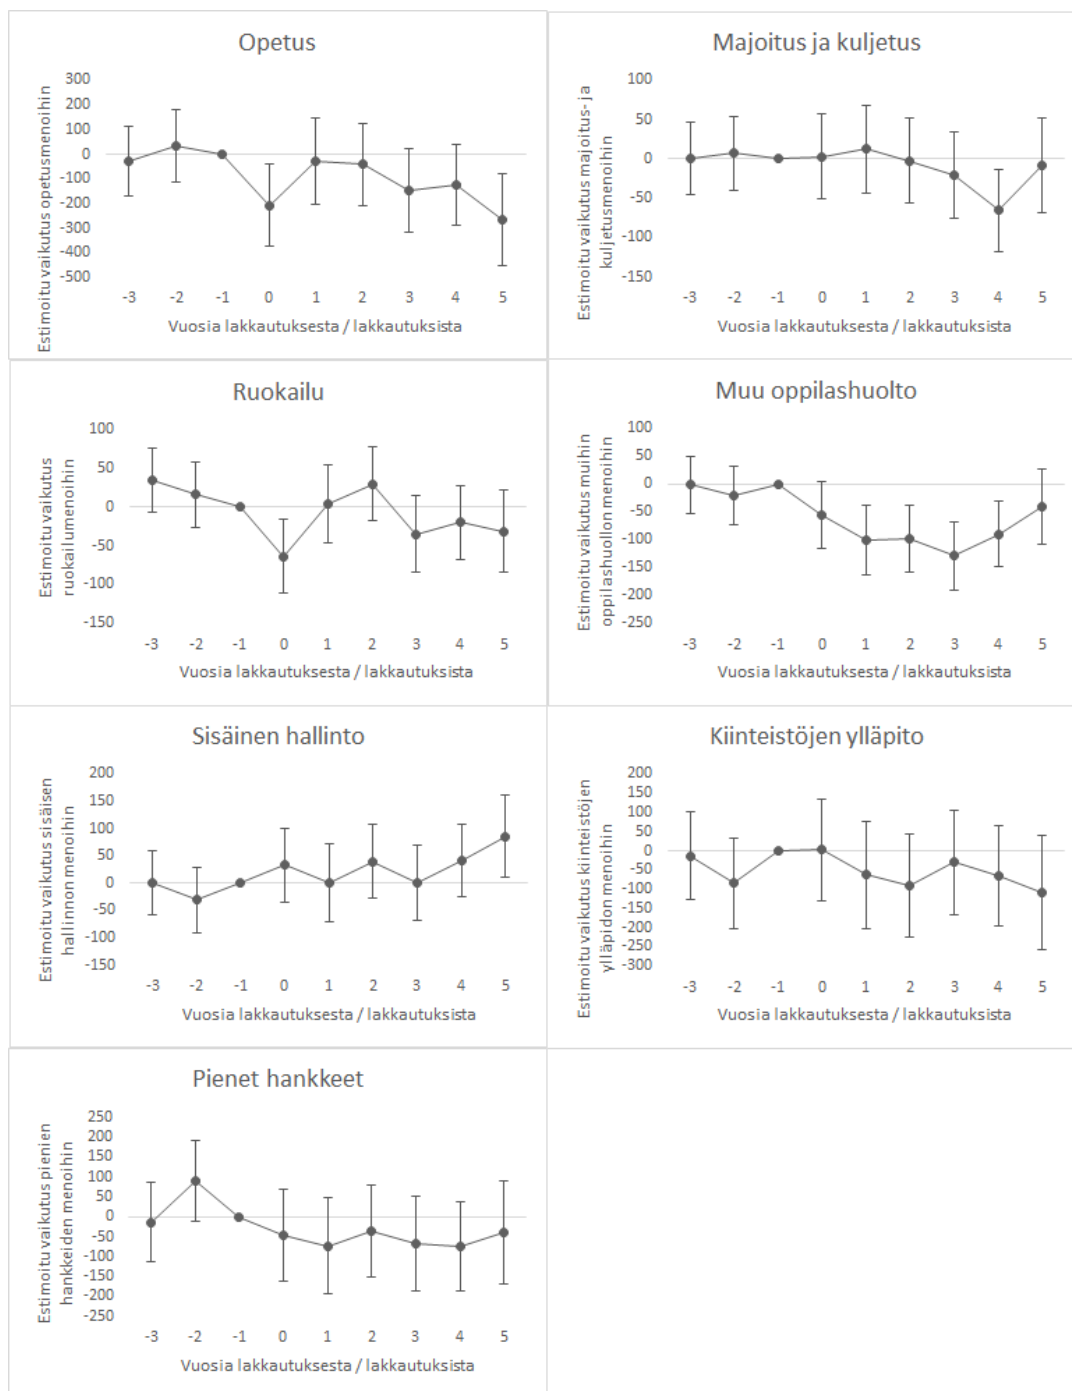 Opetus
Estimoitu vaikutus opetusmenoihin
300
200
100
0
-100
-200
-300
-400
-500
-3 -2 -1 0 1 2 3 4 5
Vuosia lakkautuksesta / lakkautuksista
Majoitus ja kuljetus
Estimoitu vaikutus majoitus- ja
kuljetusmenoihin
100
50
0
-50
-100
-150
-3 -2 -1 0 1 2 3 4 5
Vuosia lakkautuksesta / lakkautuksista
Ruokailu
Estimoitu vaikutus
ruokailumenoihin
100
50
0
-50
-100
-150
-3 -2 -1 0 1 2 3 4 5
Vuosia lakkautuksesta / lakkautuksista
Muu oppilashuolto
Estimoitu vaikutus muihin
oppilashuollon menoihin
100
50
0
-50
-100
-150
-200
-250
-3 -2 -1 0 1 2 3 4 5
Vuosia lakkautuksesta / lakkautuksista
Sisäinen hallinto
Estimoitu vaikutus sisäisen
hallinnon menoihin
200
150
100
50
0
-50
-100
-150
-3 -2 -1 0 1 2 3 4 5
Vuosia lakkautuksesta / lakkautuksista
Kiinteistöjen ylläpito
Estimoitu vaikutus kiinteistöjen
ylläpidon menoihin
200
150
100
50
0
-50
-100
-150
-200
-250
-300
-3 -2 -1 0 1 2 3 4 5
Vuosia lakkautuksesta / lakkautuksista
Pienet hankkeet
Estimoitu vaikutus pienien
hankkeiden menoihin
250
200
150
100
50
0
-50
-100
-150
-200
-250
-3 -2 -1 0 1 2 3 4 5
Vuosia lakkautuksesta / lakkautuksista